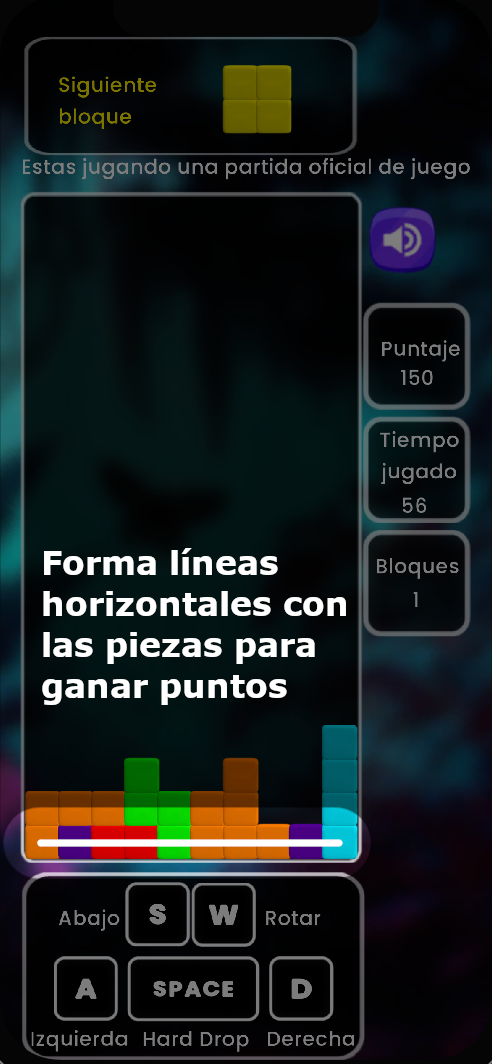 Siguiente
bloque
Estas jugando una partida oficial de juego
Puntaje
150
Tiempo
jugado
56
Bloques
1
Forma líneas
horizontales con
las piezas para
ganar puntos
Abajo S W Rotar
A SPACE D
Izquierda Hard Drop Derecha